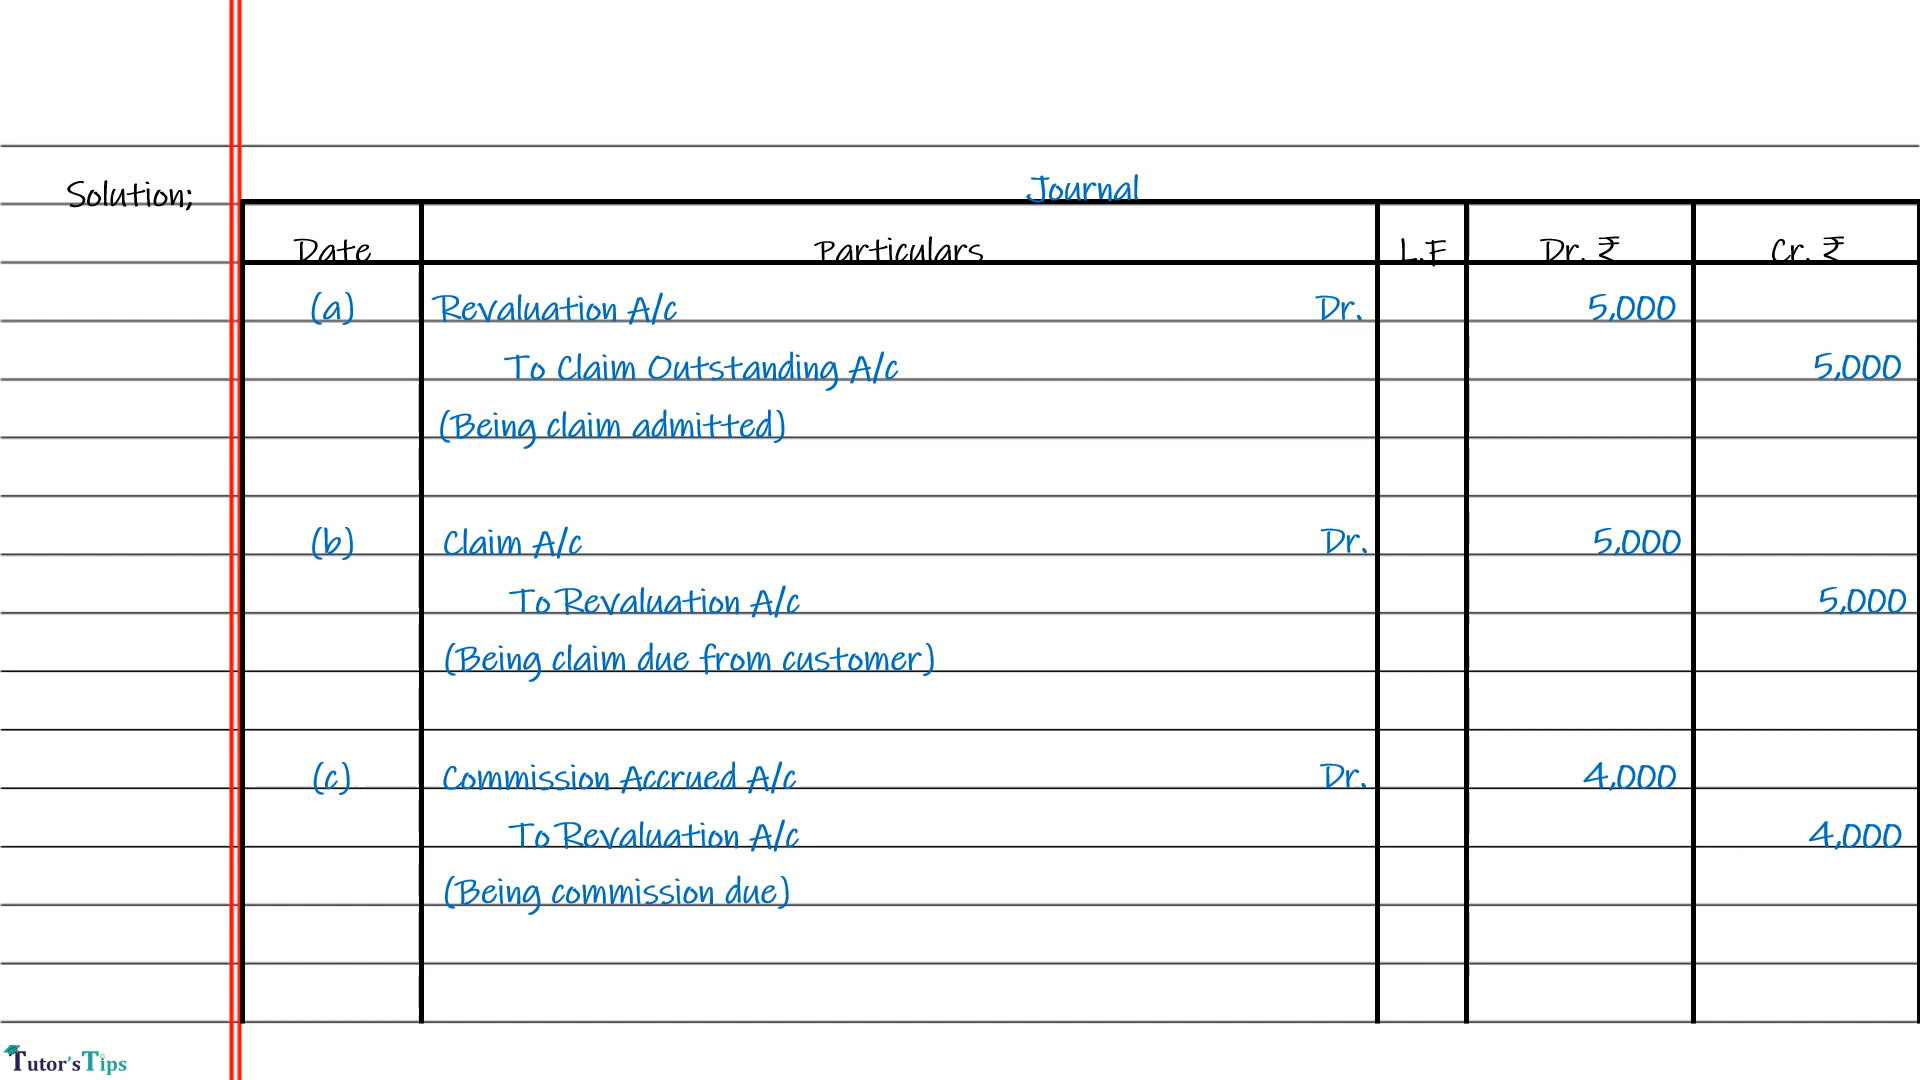 Solution;
Journal
Date Particulars L.F Dr. ₹ Cr. ₹
(a) Revaluation A/c Dr. 5,000
To Claim Outstanding A/c 5,000
(Being claim admitted)
(b) Claim A/c Dr. 5,000
To Revaluation A/c 5,000
(Being claim due from customer)
(c) Commission Accrued A/c Dr. 4,000
To Revaluation A/c 4,000
(Being commission due)
Tutor'sTips